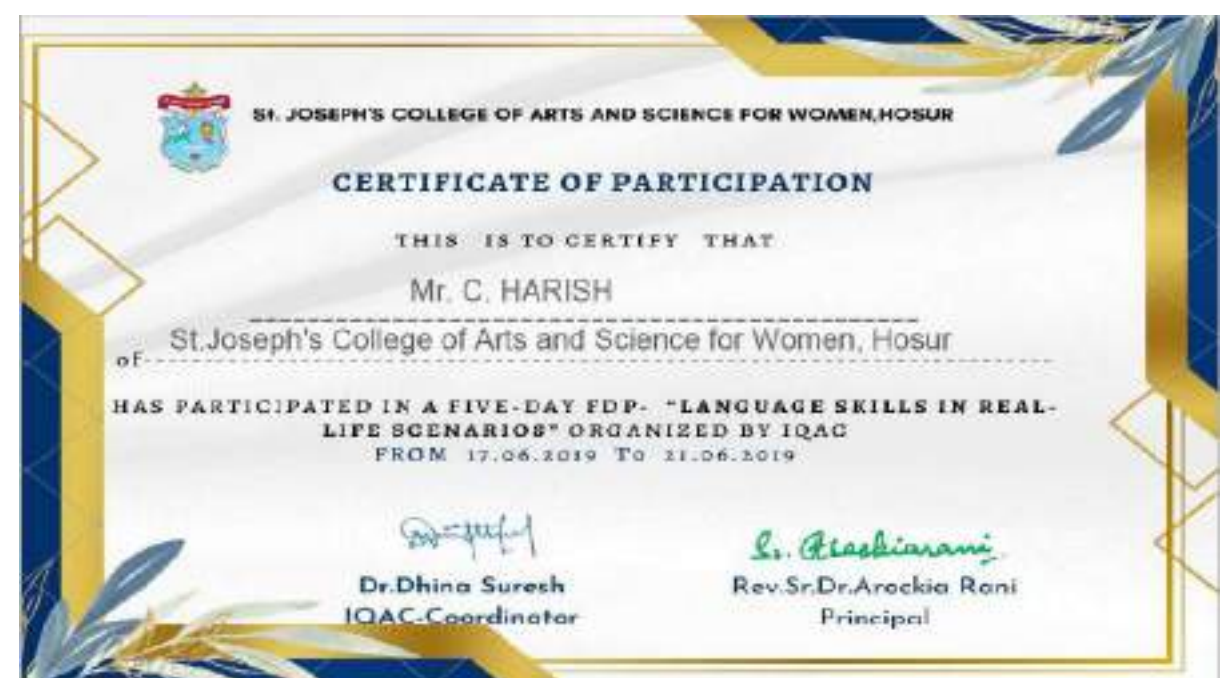 St. JOSEPH'S COLLEGE OF ARTS AND SCIENCE FOR WOMEN,HOSUR
CERTIFICATE OF PARTICIPATION
THIS IS TO CERTIFY THAT
Mr. C. HARISH
of St.Joseph's College of Arts and Science for Women, Hosur
HAS PARTICIPATED IN A FIVE-DAY FDP- "LANGUAGE SKILLS IN REAL-
LIFE SCENARIOS" ORGANIZED BY IQAC
FROM 17.06.2019 To 21.06.2019
Sr. Arockiarani
Dr.Dhina Suresh
Rev.Sr.Dr.Arockia Rani
IQAC-Coordinator
Principal